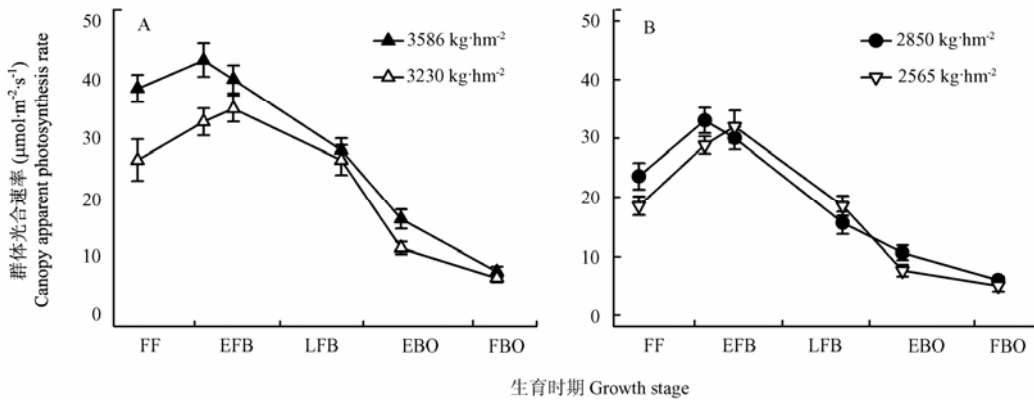 群体光合速率 (μmol·m⁻²·s⁻¹)
Canopy apparent photosynthesis rate
50
40
30
20
10
0
A
3586 kg·hm⁻²
3230 kg·hm⁻²
FF EFB LFB EBO FBO
50
40
30
20
10
0
B
2850 kg·hm⁻²
2565 kg·hm⁻²
FF EFB LFB EBO FBO
生育时期 Growth stage